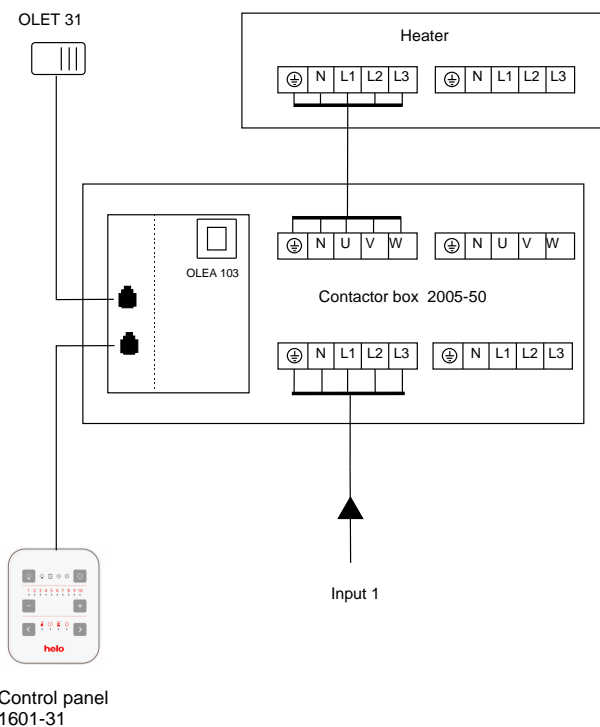 OLET 31
Heater
N L1 L2 L3
N L1 L2 L3
OLEA 103
N U V W
N U V W
Contactor box 2005-50
N L1 L2 L3
N L1 L2 L3
Input 1
1 2 3 4 5 6 7 8 9 10
helo
Control panel
1601-31